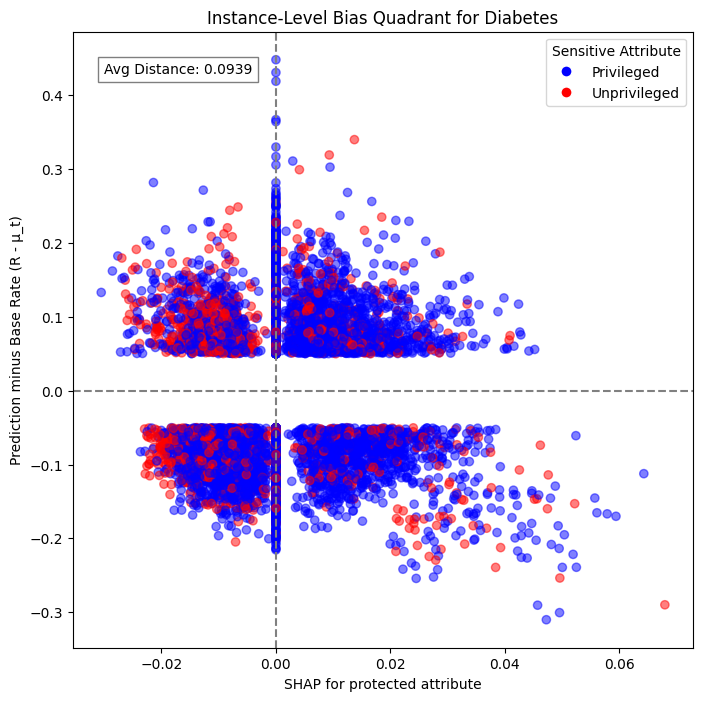 Instance-Level Bias Quadrant for Diabetes
Avg Distance: 0.0939
Sensitive Attribute
Privileged
Unprivileged
Prediction minus Base Rate (R - μ_t)
0.4
0.3
0.2
0.1
0.0
−0.1
−0.2
−0.3
−0.02
0.00
0.02
0.04
0.06
SHAP for protected attribute